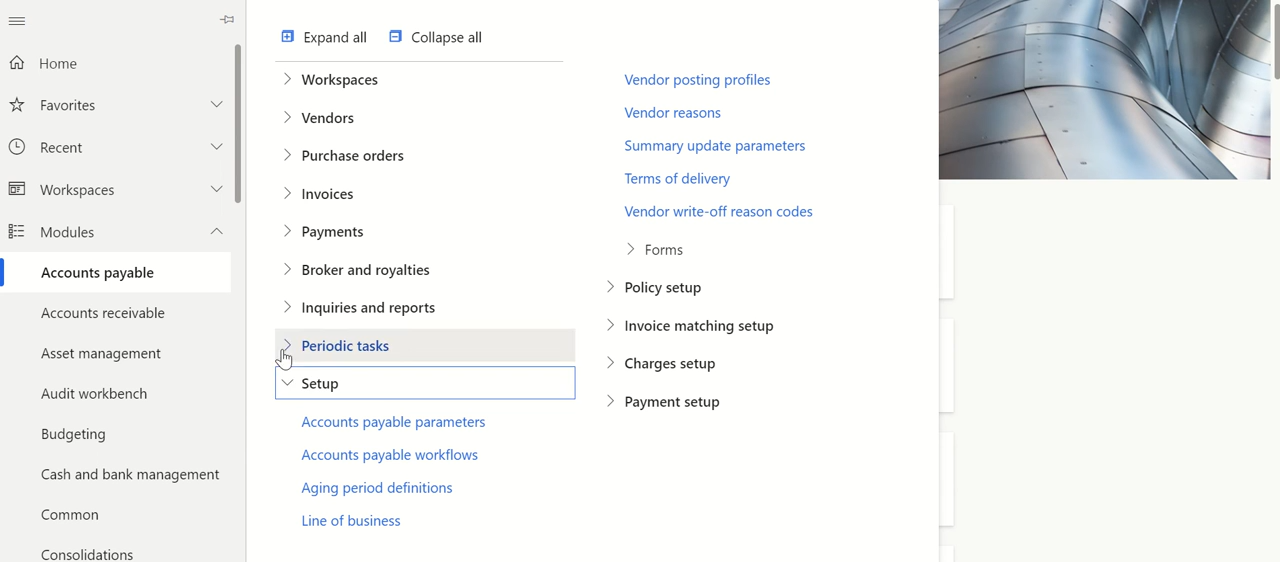 Home
Favorites
Recent
Workspaces
Modules
Accounts payable
Accounts receivable
Asset management
Audit workbench
Budgeting
Cash and bank management
Common
Consolidations
Expand all
Collapse all
Workspaces
Vendors
Purchase orders
Invoices
Payments
Broker and royalties
Inquiries and reports
Periodic tasks
Setup
Accounts payable parameters
Accounts payable workflows
Aging period definitions
Line of business
Vendor posting profiles
Vendor reasons
Summary update parameters
Terms of delivery
Vendor write-off reason codes
Forms
Policy setup
Invoice matching setup
Charges setup
Payment setup